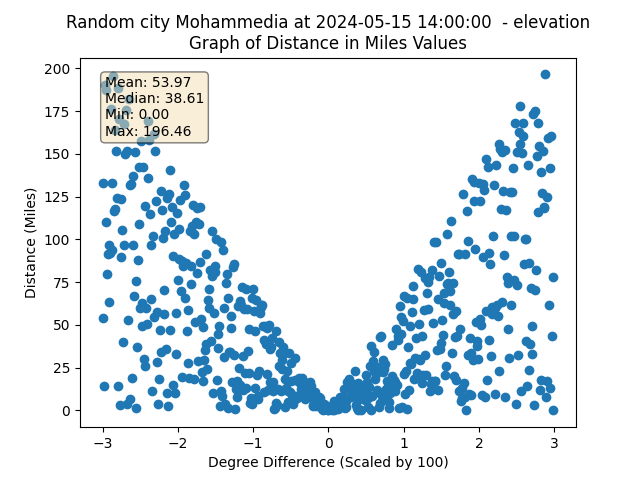 Random city Mohammedia at 2024-05-15 14:00:00  - elevation
Graph of Distance in Miles Values
200
175
150
125
100
75
50
25
0
Mean: 53.97
Median: 38.61
Min: 0.00
Max: 196.46
Distance (Miles)
−3 −2 −1 0 1 2 3
Degree Difference (Scaled by 100)